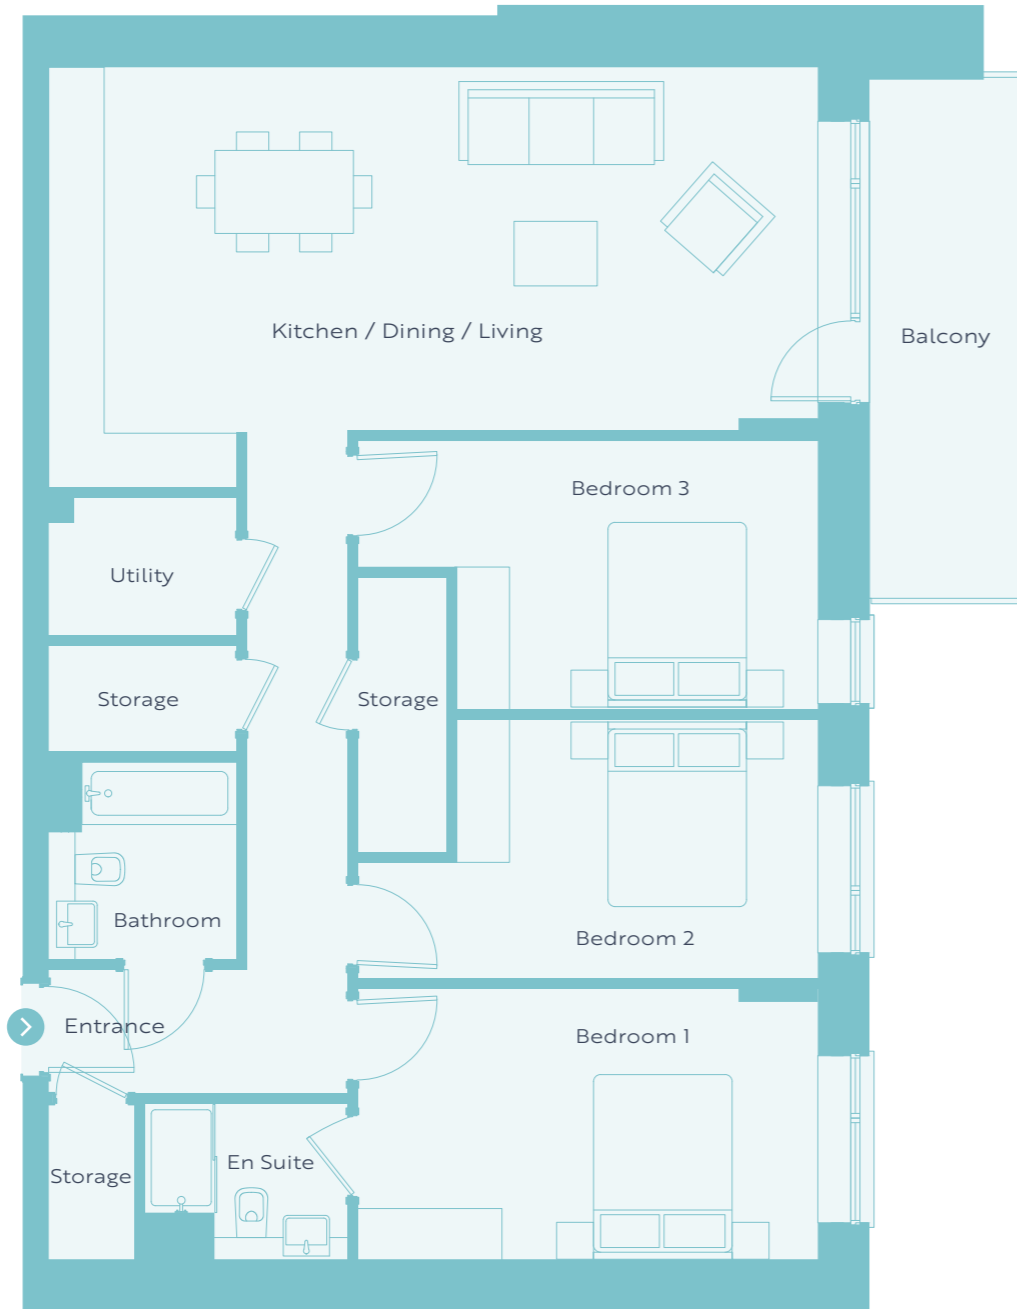 Kitchen / Dining / Living
Balcony
Bedroom 3
Utility
Storage
Storage
Bathroom
Bedroom 2
Entrance
Bedroom 1
En Suite
Storage